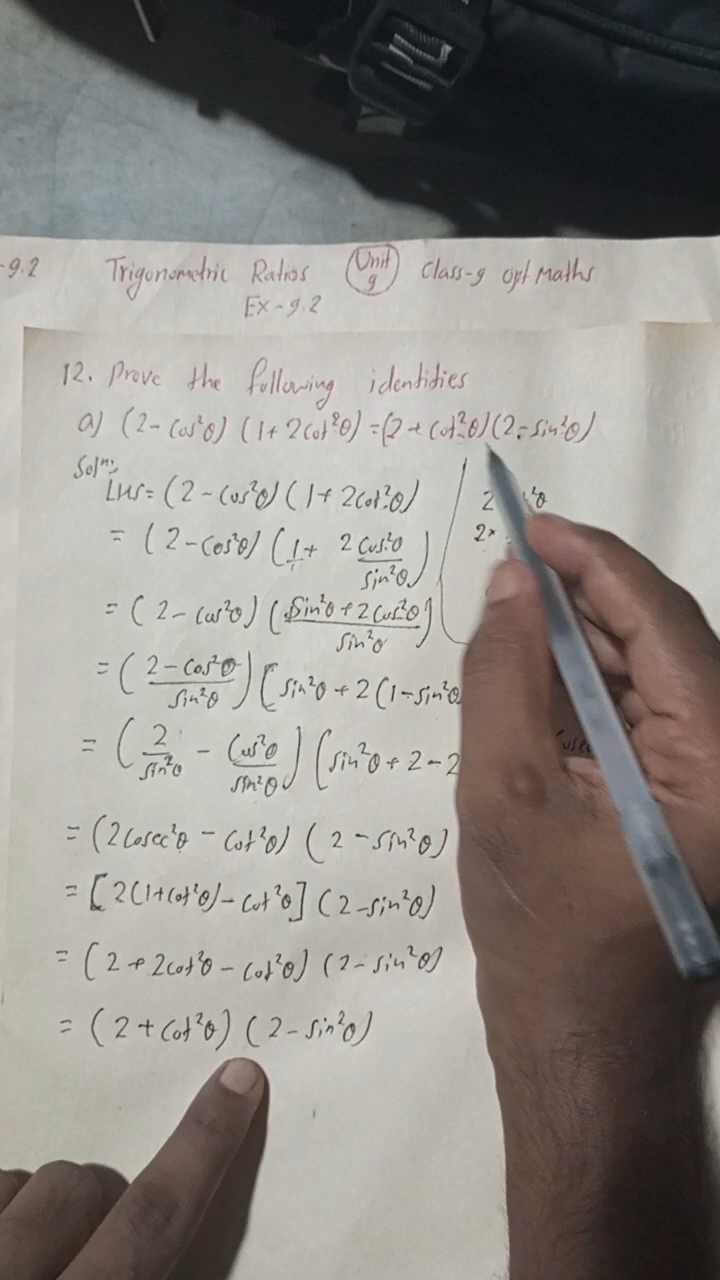 -9.2 Trigonometric Ratios Unit 9 Class-9 Opt Maths
Ex-9.2
12. Prove the following identities
a) (2-Cos²θ) (1+2Cot²θ) = (2+Cot²θ)(2-Sin²θ)
Solⁿ:
LHS = (2-Cos²θ)(1+2Cot²θ)
= (2-Cos²θ) (1 + 2Cos²θ/Sin²θ)
= (2-Cos²θ) (Sin²θ+2Cos²θ/Sin²θ)
= (2-Cos²θ/Sin²θ) [Sin²θ+2(1-Sin²θ
= (2/Sin²θ - Cos²θ/Sin²θ) (Sin²θ+2-2
= (2Cosec²θ - Cot²θ) (2-Sin²θ)
= [2(1+Cot²θ)-Cot²θ] (2-Sin²θ)
= (2+2Cot²θ-Cot²θ) (2-Sin²θ)
= (2+Cot²θ) (2-Sin²θ)